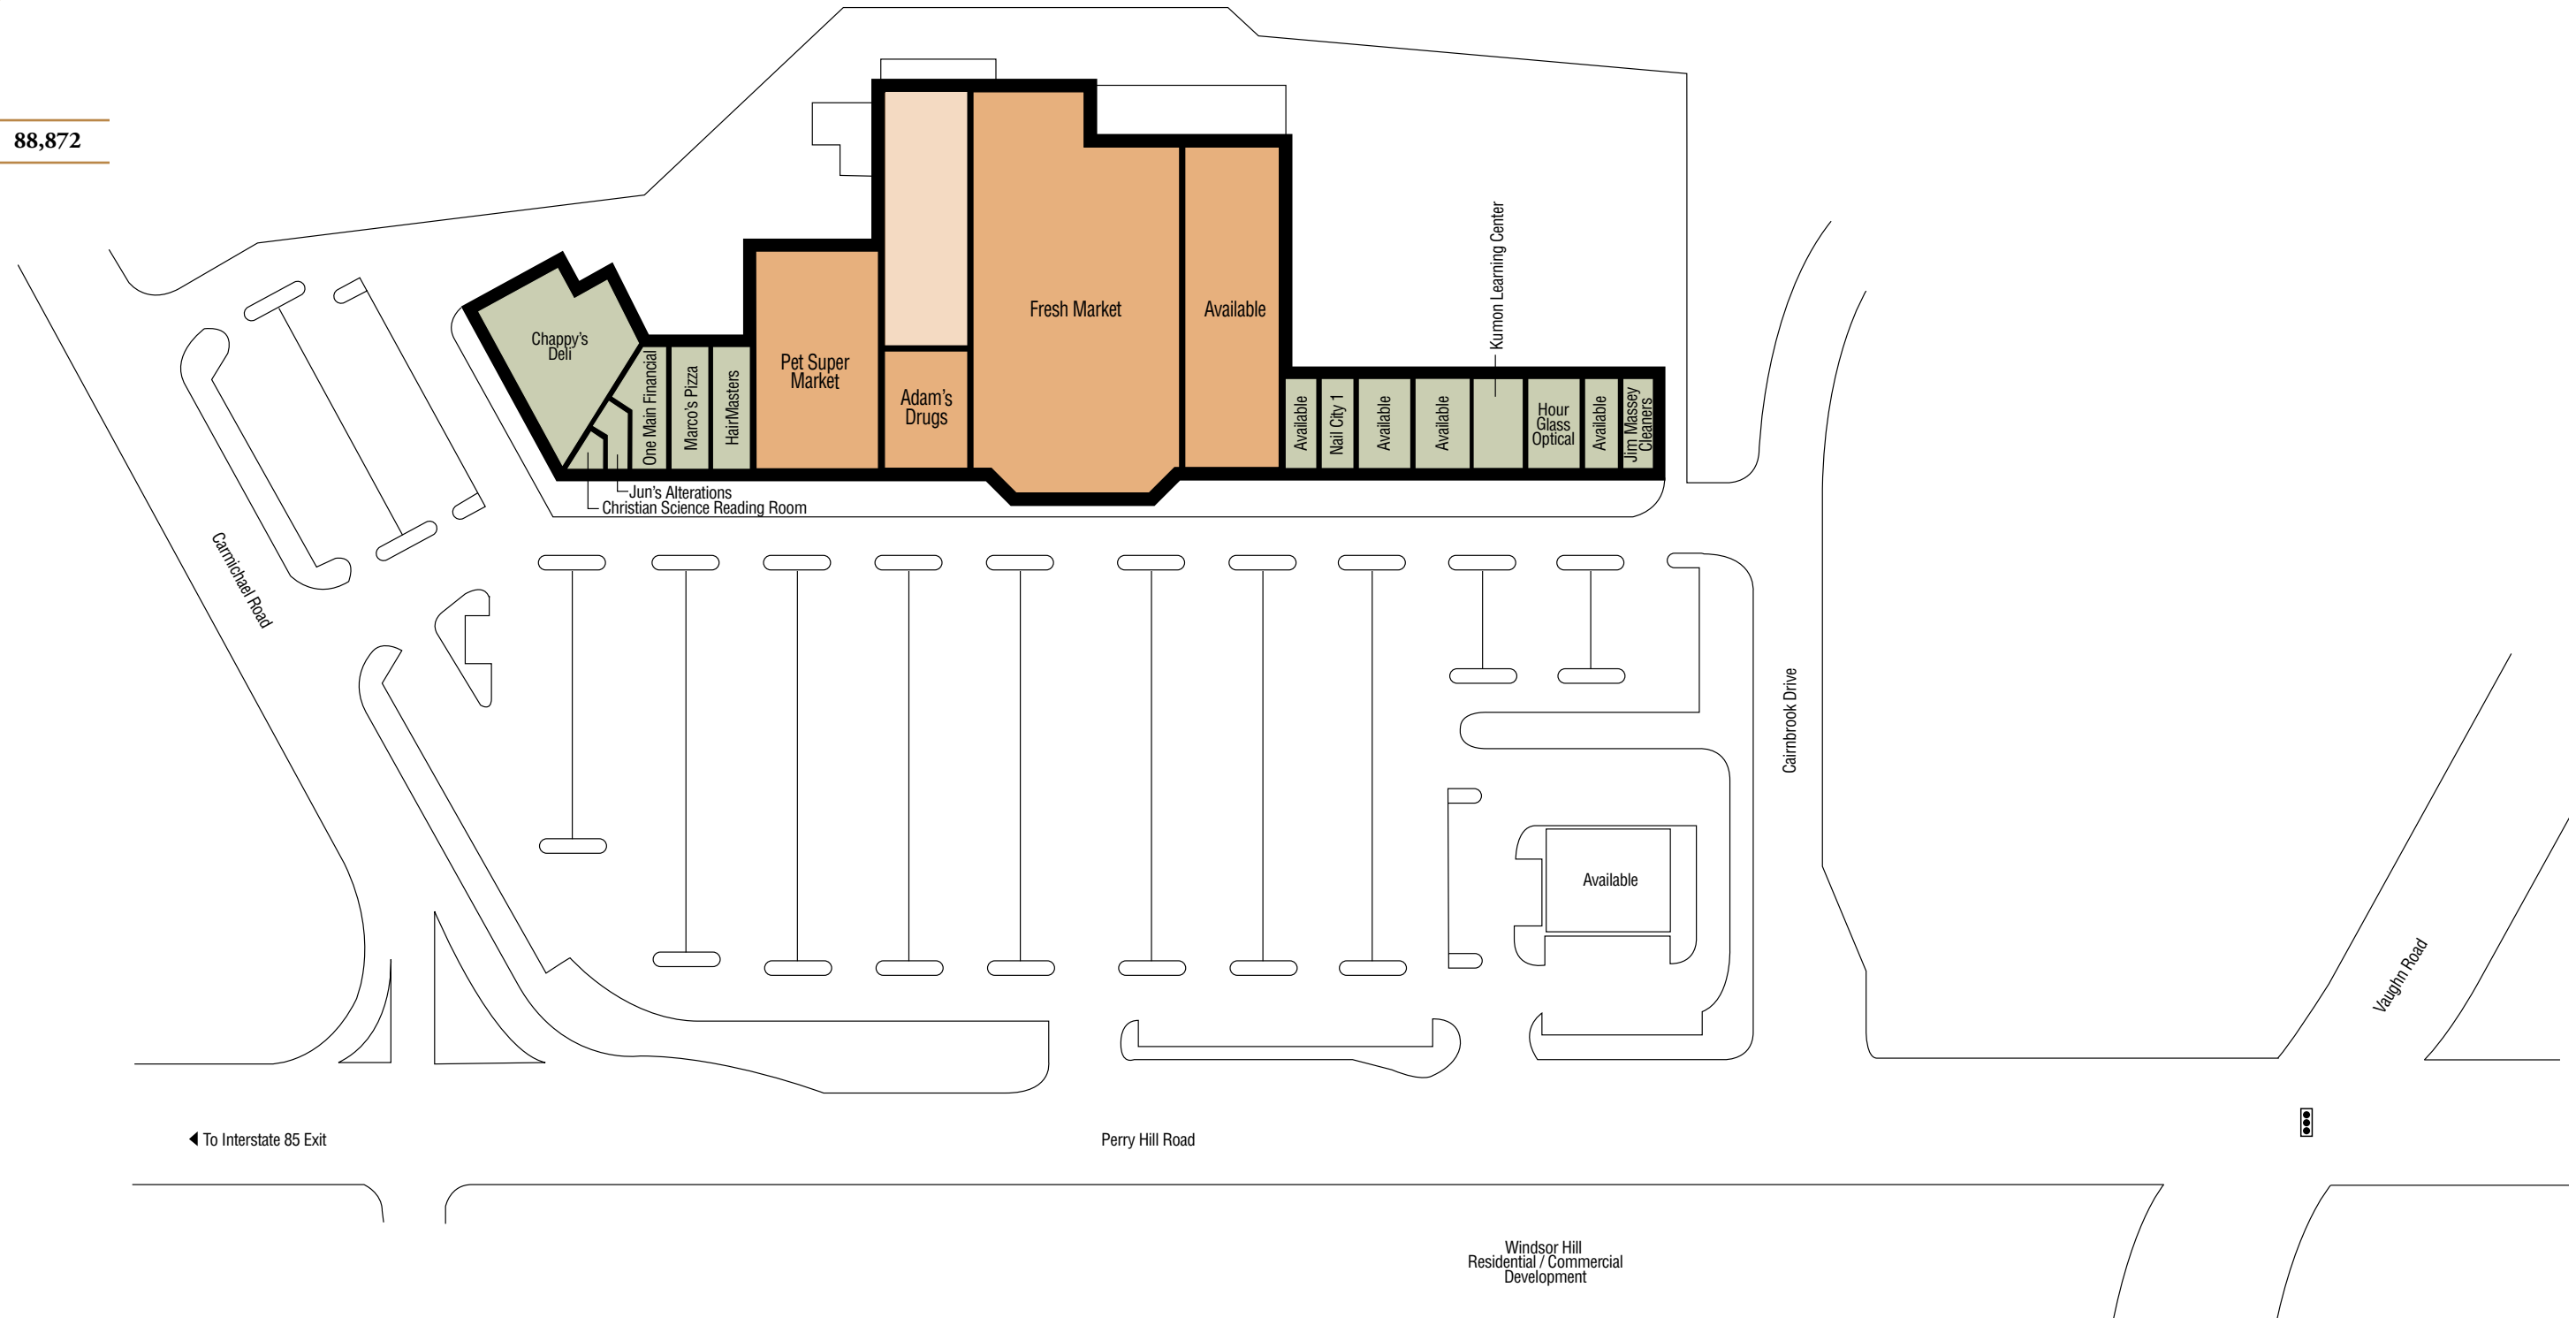 88,872
Kumon Learning Center
Chappy's
Deli
Fresh Market
Available
Pet Super
Market
Adam's
Drugs
One Main Financial
Marco's Pizza
HairMasters
Available
Nail City 1
Available
Available
Hour
Glass
Optical
Available
Jim Massey
Cleaners
Jun's Alterations
Christian Science Reading Room
Carmichael Road
Cairnbrook Drive
Available
Vaughn Road
To Interstate 85 Exit
Perry Hill Road
Windsor Hill
Residential / Commercial
Development